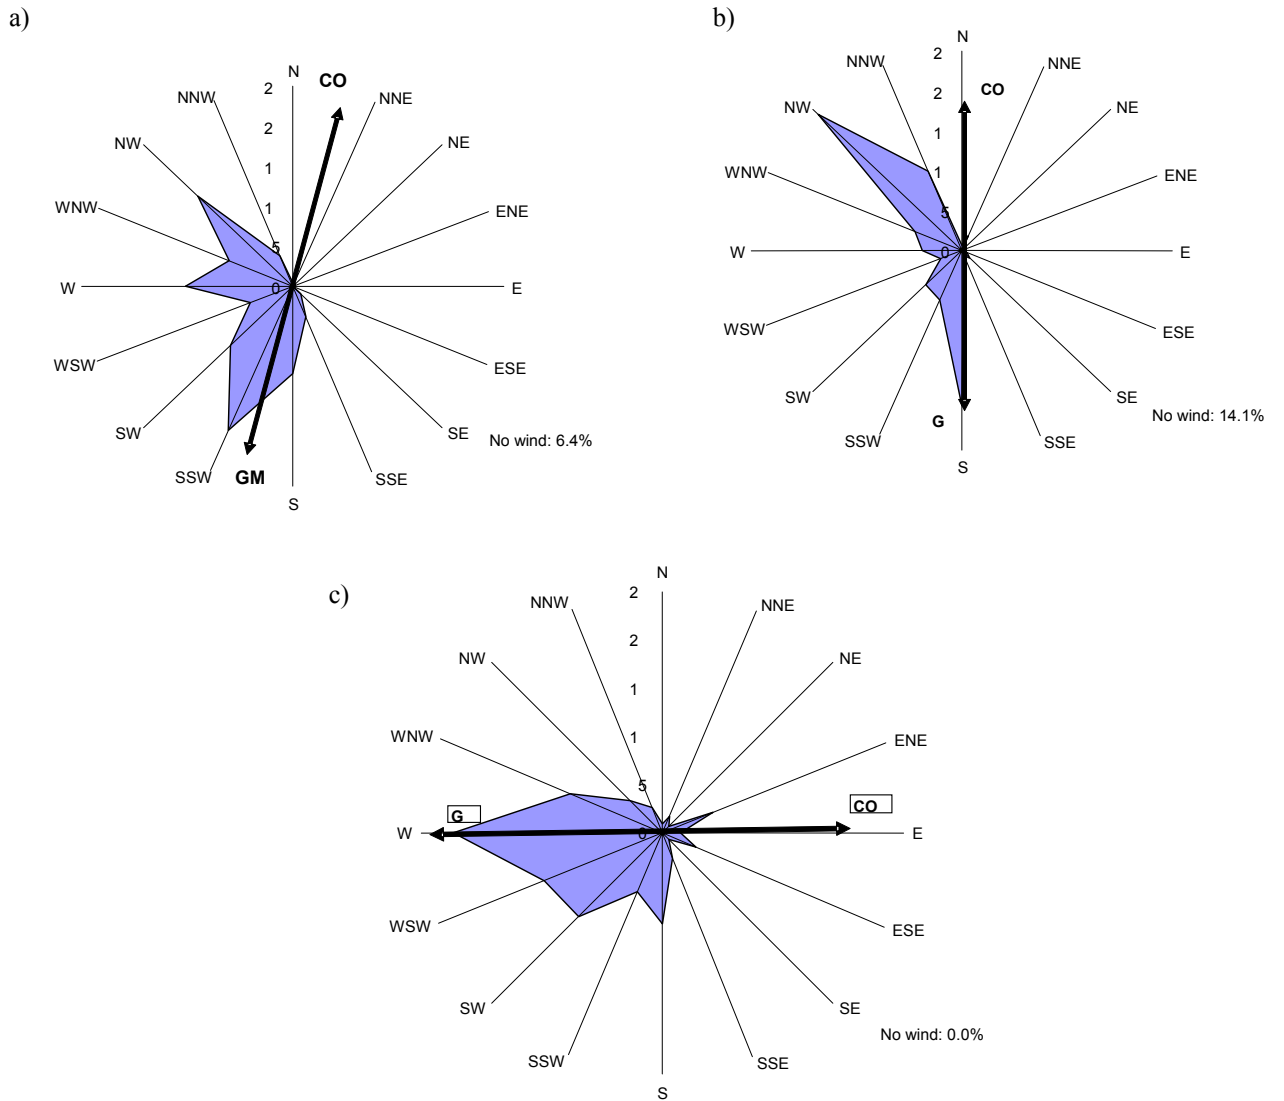 a)
N
2
CO
NNW
NNE
2
NW
NE
1
WNW
1
ENE
5
W
0
E
WSW
ESE
SW
SE
No wind: 6.4%
SSW
GM
SSE
S
b)
N
2
NNW
NNE
2
CO
NW
NE
1
WNW
1
ENE
5
W
0
E
WSW
ESE
SW
SE
No wind: 14.1%
G
SSW
SSE
S
c)
N
2
NNW
NNE
2
NW
NE
1
WNW
1
ENE
5
G
CO
W
0
E
WSW
ESE
SW
SE
No wind: 0.0%
SSW
SSE
S